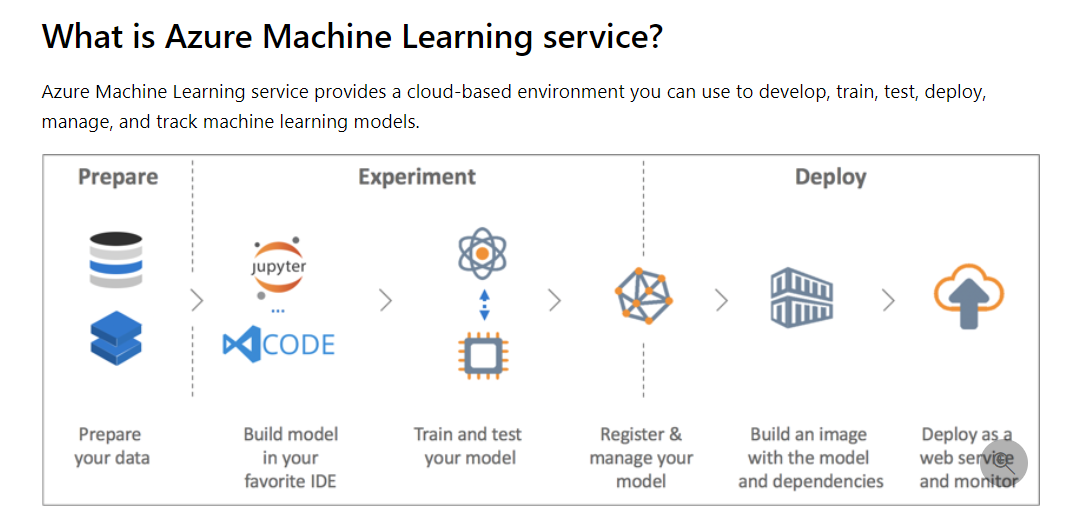 What is Azure Machine Learning service?
Azure Machine Learning service provides a cloud-based environment you can use to develop, train, test, deploy,
manage, and track machine learning models.
Prepare
Experiment
Deploy
jupyter
...
CODE
Prepare
your data
Build model
in your
favorite IDE
Train and test
your model
Register &
manage your
model
Build an image
with the model
and dependencies
Deploy as a
web service
and monitor